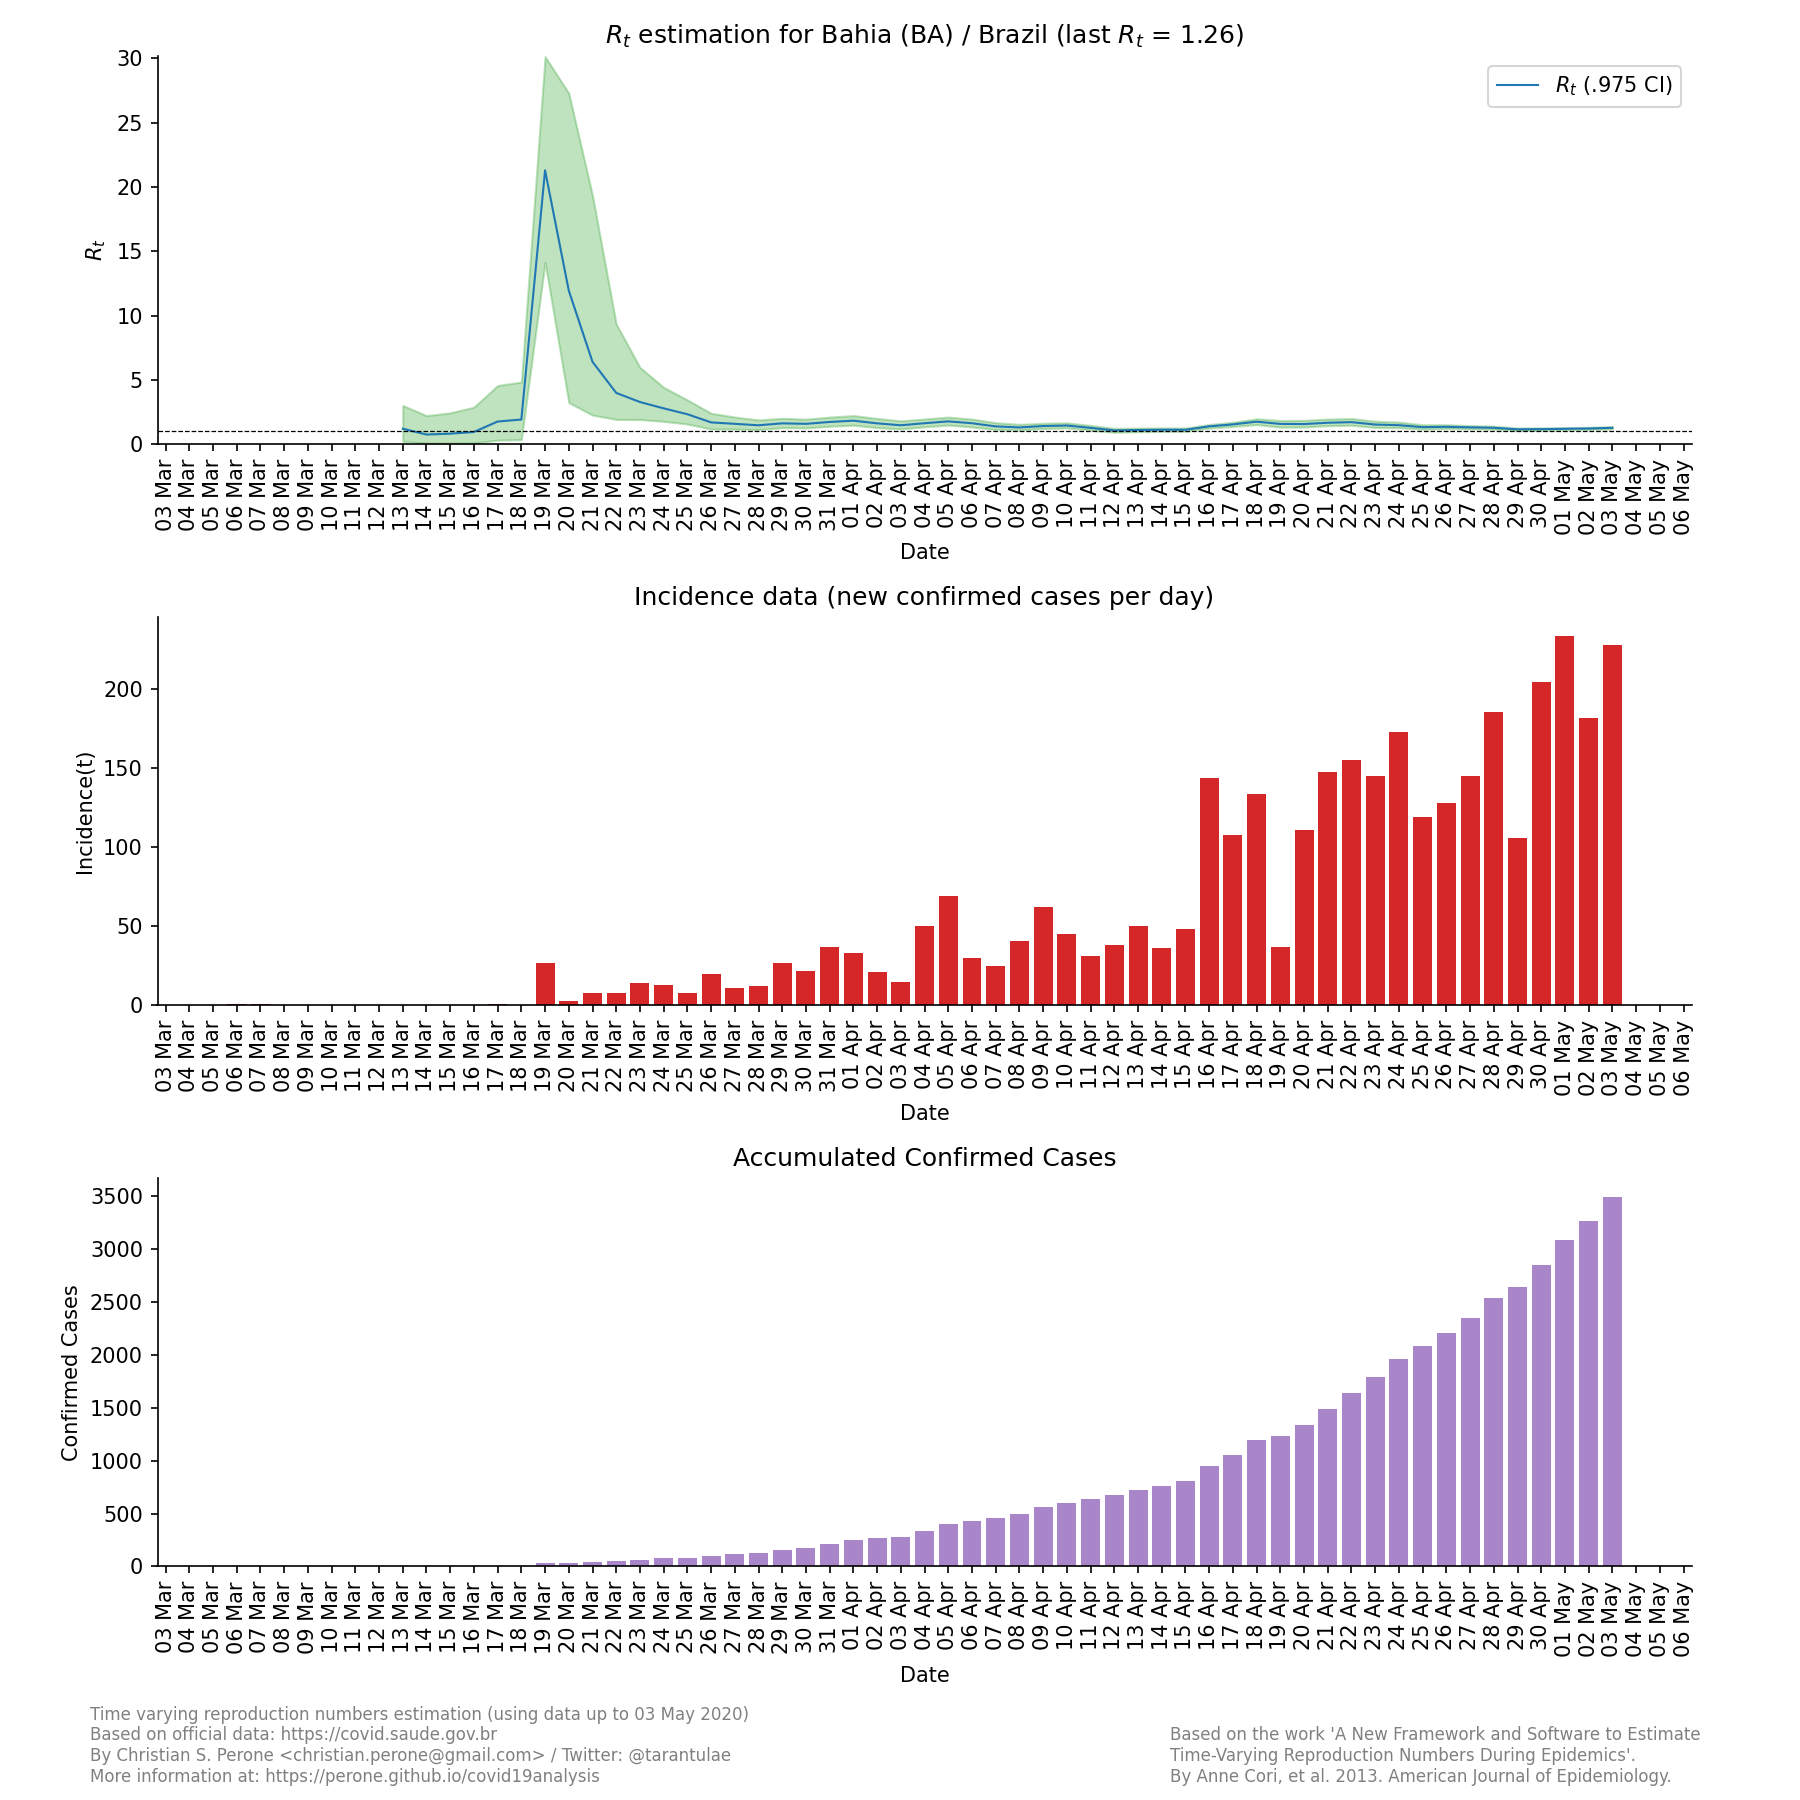 Rt estimation for Bahia (BA) / Brazil (last Rt = 1.26)
Rt (.975 CI)
Rt
30
25
20
15
10
5
0
03 Mar 04 Mar 05 Mar 06 Mar 07 Mar 08 Mar 09 Mar 10 Mar 11 Mar 12 Mar 13 Mar 14 Mar 15 Mar 16 Mar 17 Mar 18 Mar 19 Mar 20 Mar 21 Mar 22 Mar 23 Mar 24 Mar 25 Mar 26 Mar 27 Mar 28 Mar 29 Mar 30 Mar 31 Mar 01 Apr 02 Apr 03 Apr 04 Apr 05 Apr 06 Apr 07 Apr 08 Apr 09 Apr 10 Apr 11 Apr 12 Apr 13 Apr 14 Apr 15 Apr 16 Apr 17 Apr 18 Apr 19 Apr 20 Apr 21 Apr 22 Apr 23 Apr 24 Apr 25 Apr 26 Apr 27 Apr 28 Apr 29 Apr 30 Apr 01 May 02 May 03 May 04 May 05 May 06 May
Date
Incidence data (new confirmed cases per day)
Incidence(t)
200
150
100
50
0
03 Mar 04 Mar 05 Mar 06 Mar 07 Mar 08 Mar 09 Mar 10 Mar 11 Mar 12 Mar 13 Mar 14 Mar 15 Mar 16 Mar 17 Mar 18 Mar 19 Mar 20 Mar 21 Mar 22 Mar 23 Mar 24 Mar 25 Mar 26 Mar 27 Mar 28 Mar 29 Mar 30 Mar 31 Mar 01 Apr 02 Apr 03 Apr 04 Apr 05 Apr 06 Apr 07 Apr 08 Apr 09 Apr 10 Apr 11 Apr 12 Apr 13 Apr 14 Apr 15 Apr 16 Apr 17 Apr 18 Apr 19 Apr 20 Apr 21 Apr 22 Apr 23 Apr 24 Apr 25 Apr 26 Apr 27 Apr 28 Apr 29 Apr 30 Apr 01 May 02 May 03 May 04 May 05 May 06 May
Date
Accumulated Confirmed Cases
Confirmed Cases
3500
3000
2500
2000
1500
1000
500
0
03 Mar 04 Mar 05 Mar 06 Mar 07 Mar 08 Mar 09 Mar 10 Mar 11 Mar 12 Mar 13 Mar 14 Mar 15 Mar 16 Mar 17 Mar 18 Mar 19 Mar 20 Mar 21 Mar 22 Mar 23 Mar 24 Mar 25 Mar 26 Mar 27 Mar 28 Mar 29 Mar 30 Mar 31 Mar 01 Apr 02 Apr 03 Apr 04 Apr 05 Apr 06 Apr 07 Apr 08 Apr 09 Apr 10 Apr 11 Apr 12 Apr 13 Apr 14 Apr 15 Apr 16 Apr 17 Apr 18 Apr 19 Apr 20 Apr 21 Apr 22 Apr 23 Apr 24 Apr 25 Apr 26 Apr 27 Apr 28 Apr 29 Apr 30 Apr 01 May 02 May 03 May 04 May 05 May 06 May
Date
Time varying reproduction numbers estimation (using data up to 03 May 2020)
Based on official data: https://covid.saude.gov.br
By Christian S. Perone <christian.perone@gmail.com> / Twitter: @tarantulae
More information at: https://perone.github.io/covid19analysis
Based on the work 'A New Framework and Software to Estimate
Time-Varying Reproduction Numbers During Epidemics'.
By Anne Cori, et al. 2013. American Journal of Epidemiology.